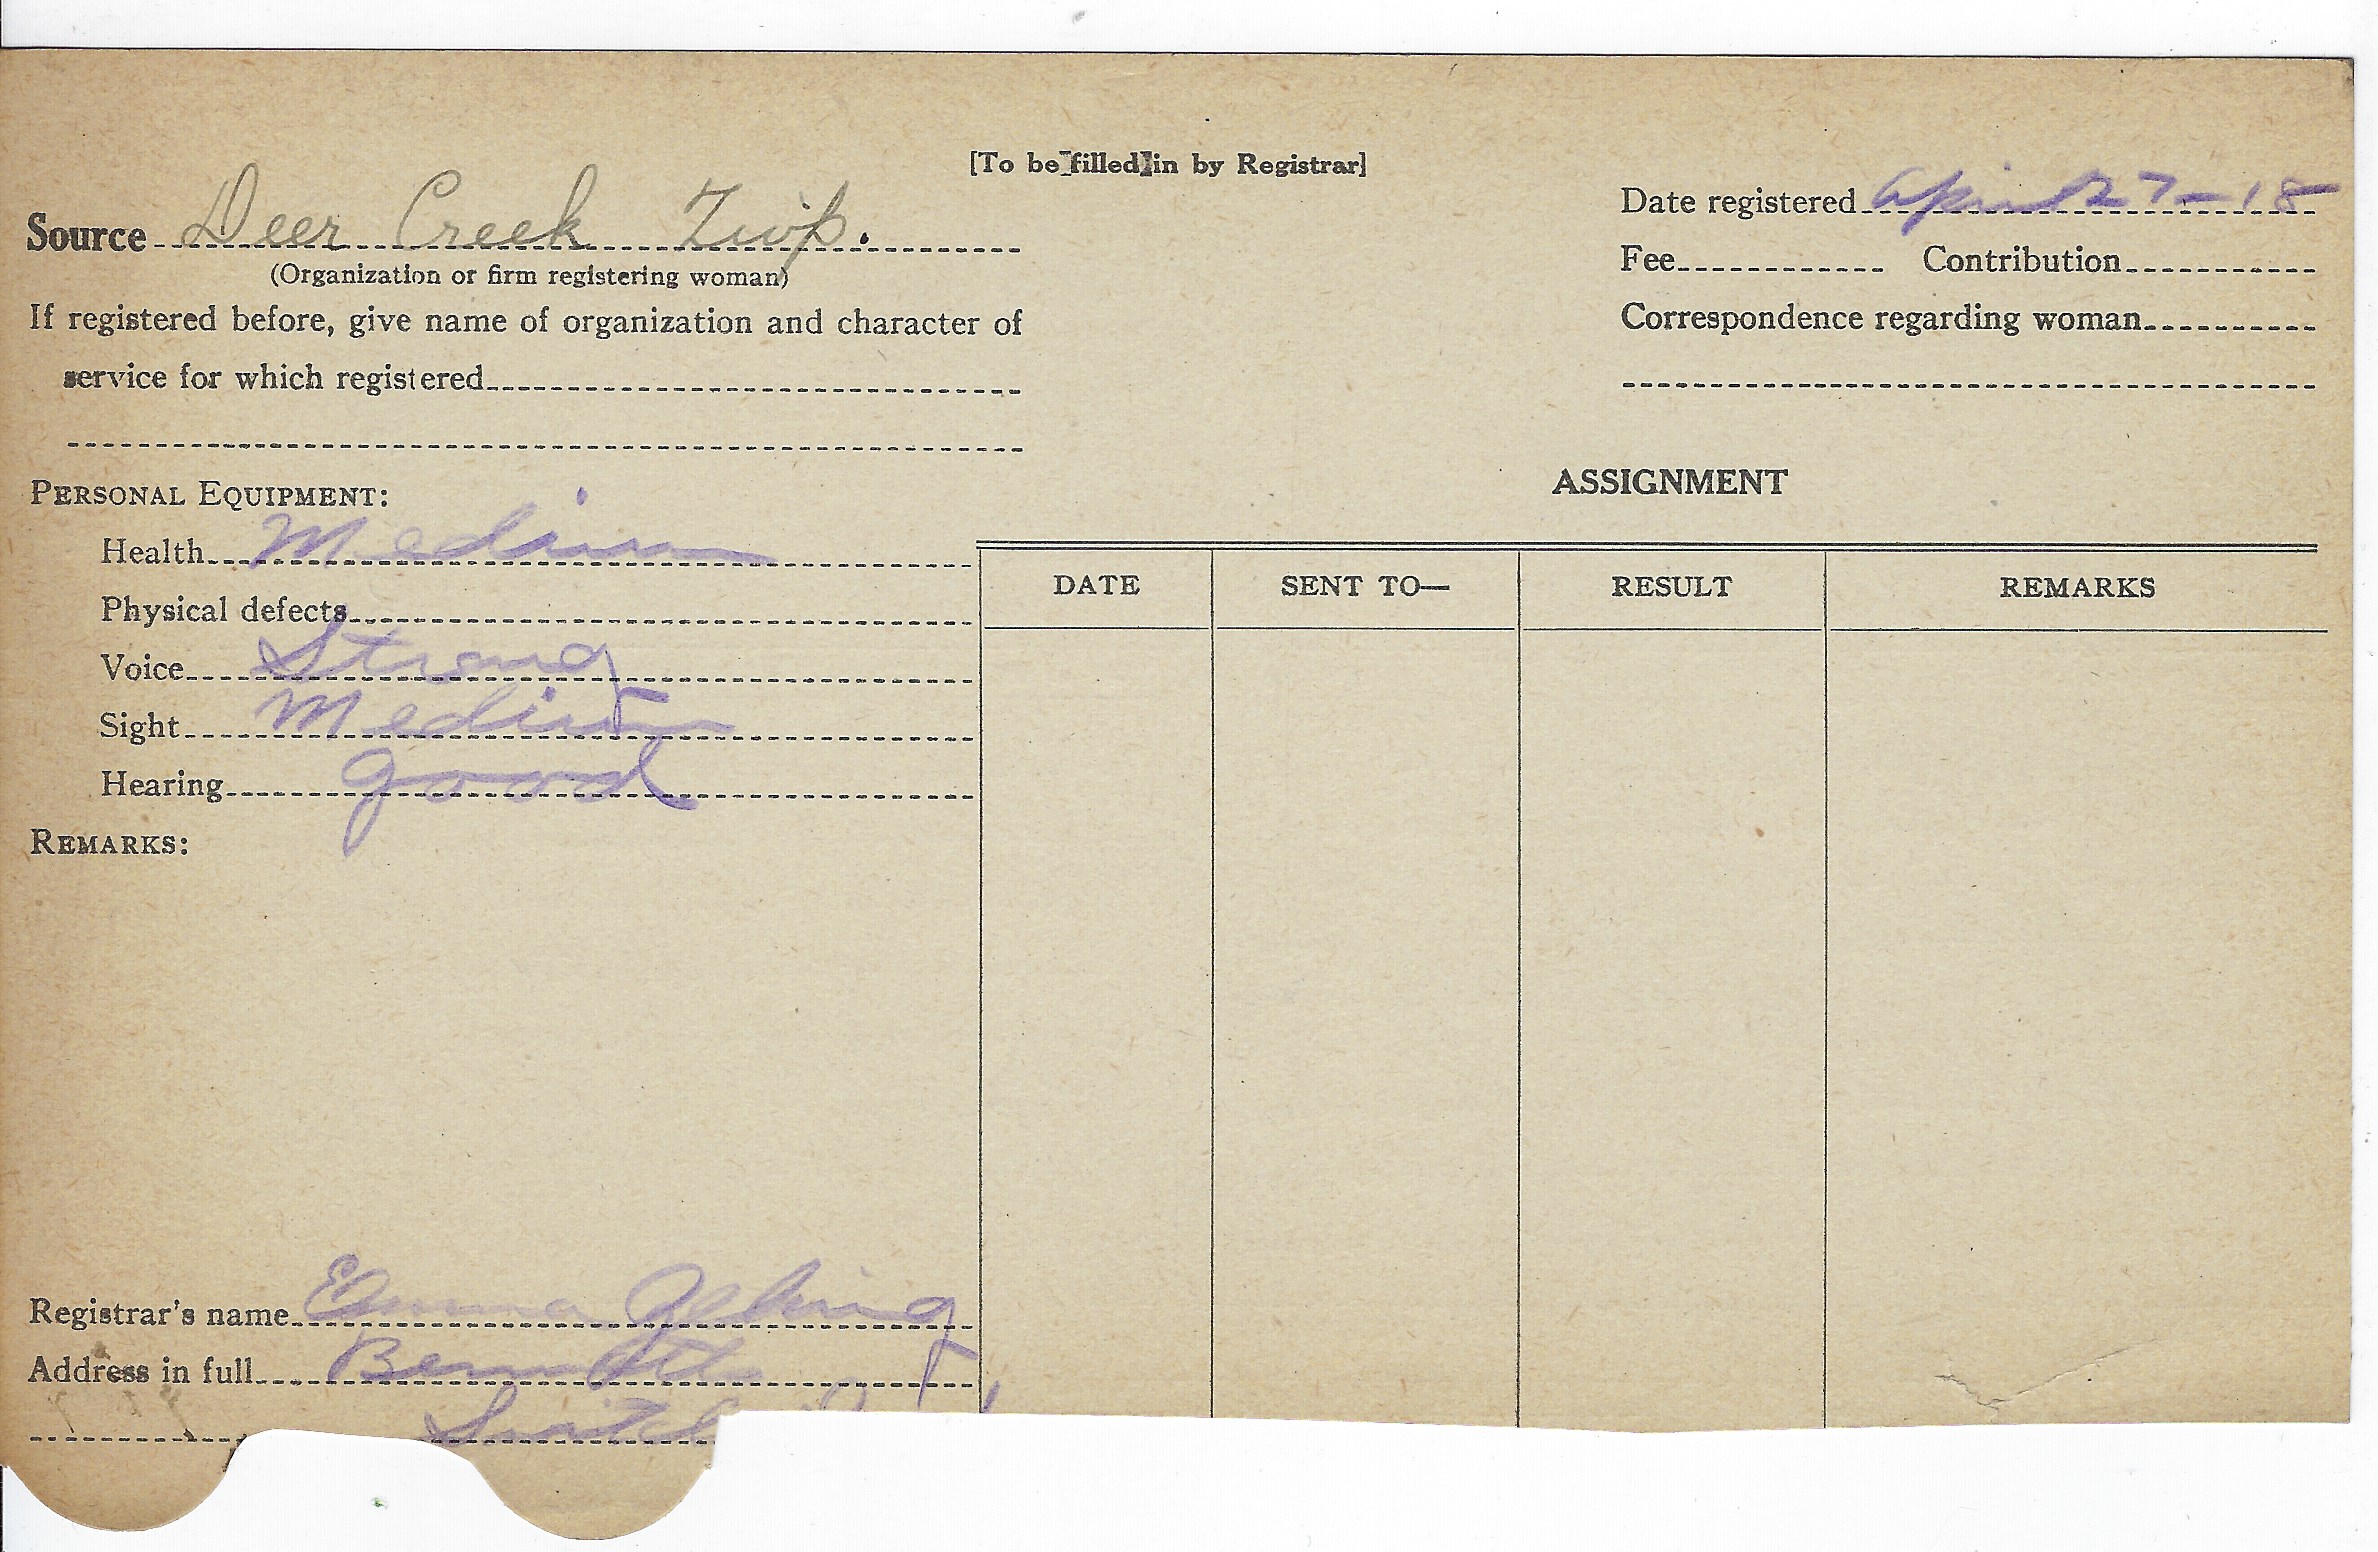 [To be filled in by Registrar]
Source Deer Creek Twp.
(Organization or firm registering woman)
If registered before, give name of organization and character of
service for which registered
Date registered April 27-18
Fee Contribution
Correspondence regarding woman
PERSONAL EQUIPMENT:
Health Medium
Physical defects
Voice Strong
Sight Medium
Hearing good
REMARKS:
ASSIGNMENT
DATE SENT TO— RESULT REMARKS
Registrar's name Emma
Address in full